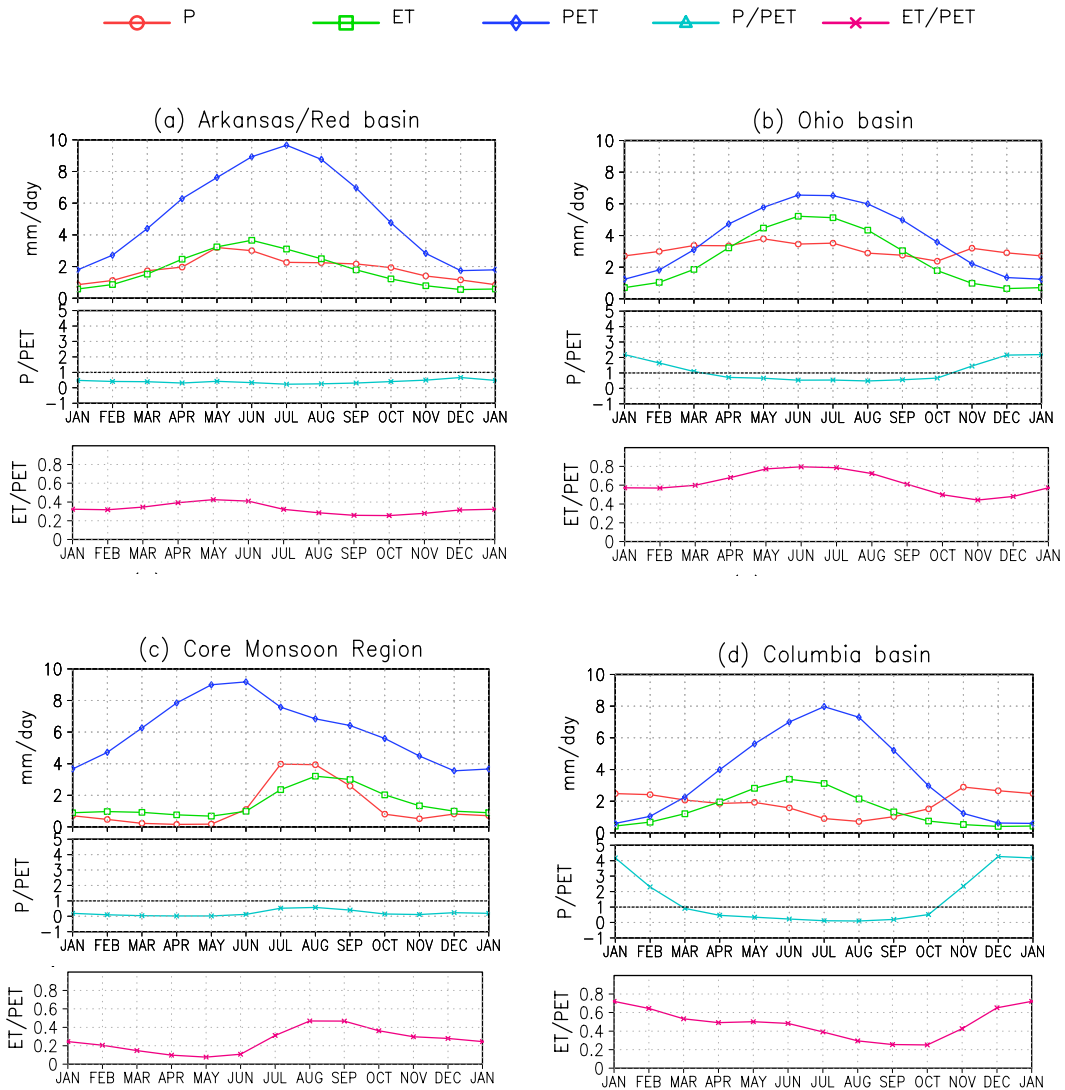 P ET PET P/PET ET/PET
(a) Arkansas/Red basin
10
8
6
4
2
0
mm/day
5
4
3
2
1
0
−1
P/PET
JAN FEB MAR APR MAY JUN JUL AUG SEP OCT NOV DEC JAN
0.8
0.6
0.4
0.2
0
ET/PET
JAN FEB MAR APR MAY JUN JUL AUG SEP OCT NOV DEC JAN
(b) Ohio basin
10
8
6
4
2
0
mm/day
5
4
3
2
1
0
−1
P/PET
JAN FEB MAR APR MAY JUN JUL AUG SEP OCT NOV DEC JAN
0.8
0.6
0.4
0.2
0
ET/PET
JAN FEB MAR APR MAY JUN JUL AUG SEP OCT NOV DEC JAN
(c) Core Monsoon Region
10
8
6
4
2
0
mm/day
5
4
3
2
1
0
−1
P/PET
JAN FEB MAR APR MAY JUN JUL AUG SEP OCT NOV DEC JAN
0.8
0.6
0.4
0.2
0
ET/PET
JAN FEB MAR APR MAY JUN JUL AUG SEP OCT NOV DEC JAN
(d) Columbia basin
10
8
6
4
2
0
mm/day
5
4
3
2
1
0
−1
P/PET
JAN FEB MAR APR MAY JUN JUL AUG SEP OCT NOV DEC JAN
0.8
0.6
0.4
0.2
0
ET/PET
JAN FEB MAR APR MAY JUN JUL AUG SEP OCT NOV DEC JAN